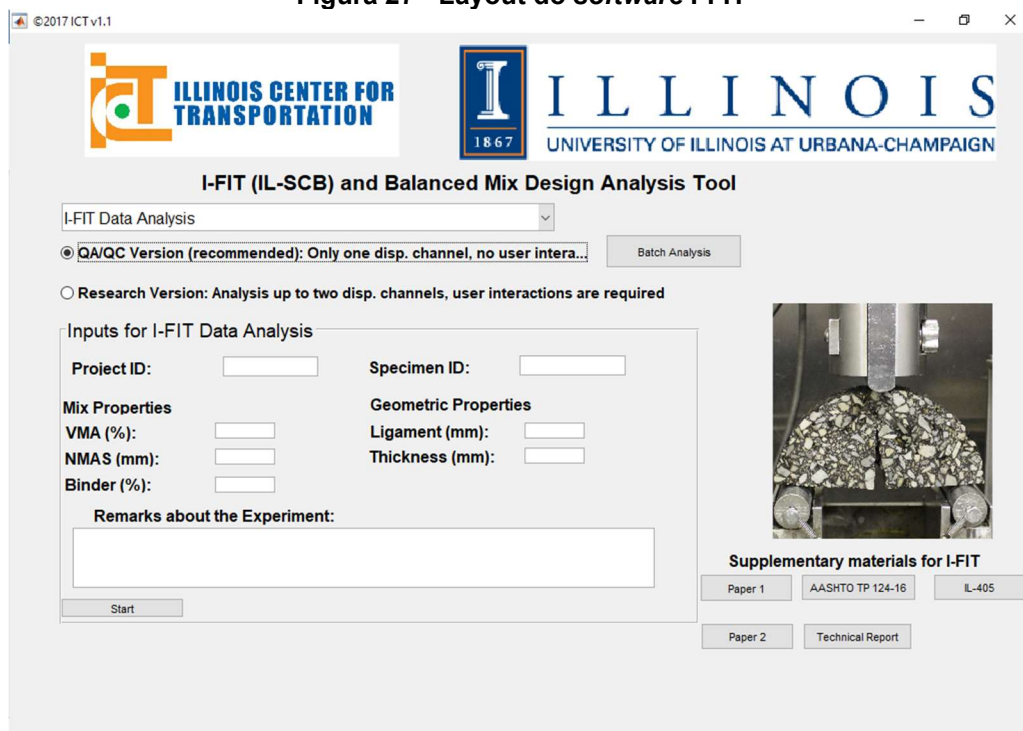 Figura 27 - Layout do software I-FIT
©2017 ICT v1.1
ICT
ILLINOIS CENTER FOR
TRANSPORTATION
I
1867
ILLINOIS
UNIVERSITY OF ILLINOIS AT URBANA-CHAMPAIGN
I-FIT (IL-SCB) and Balanced Mix Design Analysis Tool
I-FIT Data Analysis
QA/QC Version (recommended): Only one disp. channel, no user intera...
Batch Analysis
Research Version: Analysis up to two disp. channels, user interactions are required
Inputs for I-FIT Data Analysis
Project ID:
Specimen ID:
Mix Properties
VMA (%):
NMAS (mm):
Binder (%):
Geometric Properties
Ligament (mm):
Thickness (mm):
Remarks about the Experiment:
Start
Supplementary materials for I-FIT
Paper 1
AASHTO TP 124-16
IL-405
Paper 2
Technical Report